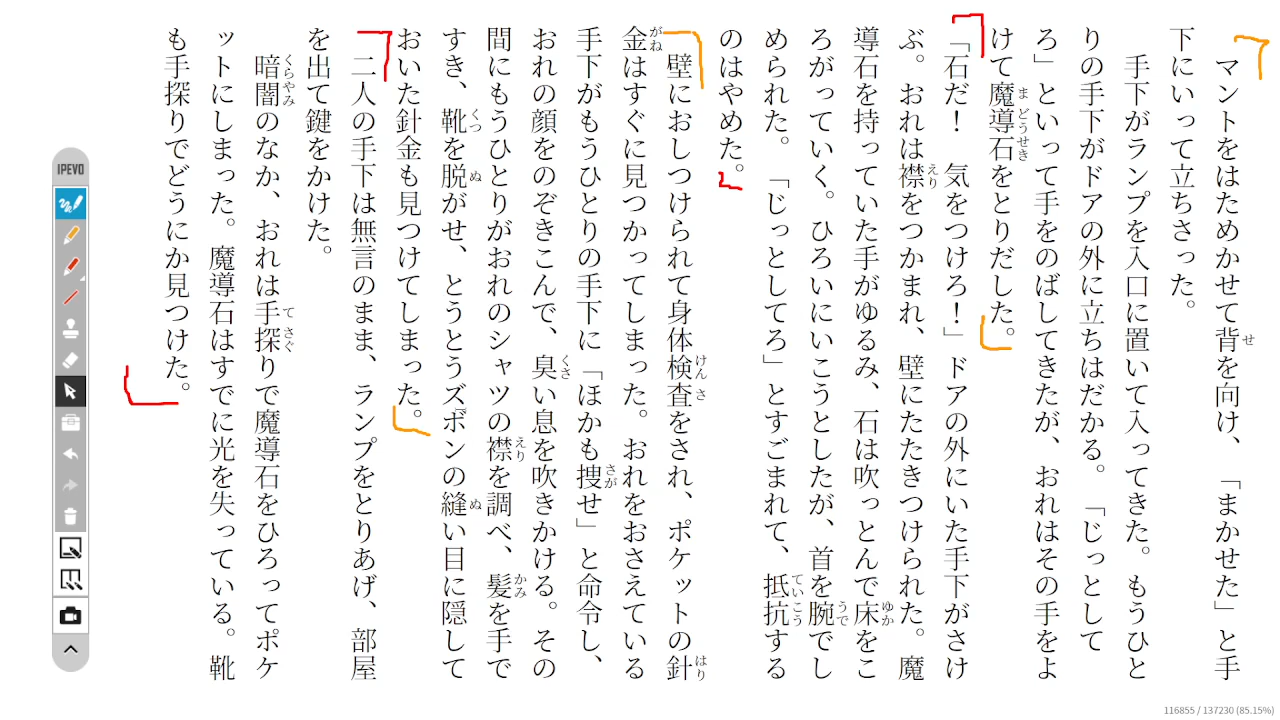 マントをはためかせて背を向け、「まかせた」と手
下にいって立ちさった。
手下がランプを入口に置いて入ってきた。もうひと
りの手下がドアの外に立ちはだかる。「じっとして
ろ」といって手をのばしてきたが、おれはその手をよ
けて魔導石をとりだした。
「石だ！　気をつけろ！」ドアの外にいた手下がさけ
ぶ。おれは襟をつかまれ、壁にたたきつけられた。魔
導石を持っていた手がゆるみ、石は吹っとんで床をこ
ろがっていく。ひろいにいこうとしたが、首を腕でし
められた。「じっとしてろ」とすごまれて、抵抗する
のはやめた。
壁におしつけられて身体検査をされ、ポケットの針
金はすぐに見つかってしまった。おれをおさえている
手下がもうひとりの手下に「ほかも捜せ」と命令し、
おれの顔をのぞきこんで、臭い息を吹きかける。その
間にもうひとりがおれのシャツの襟を調べ、髪を手で
すき、靴を脱がせ、とうとうズボンの縫い目に隠して
おいた針金も見つけてしまった。
二人の手下は無言のまま、ランプをとりあげ、部屋
を出て鍵をかけた。
暗闇のなか、おれは手探りで魔導石をひろってポケ
ットにしまった。魔導石はすでに光を失っている。靴
も手探りでどうにか見つけた。
IPEVO
116855 / 137230 (85.15%)